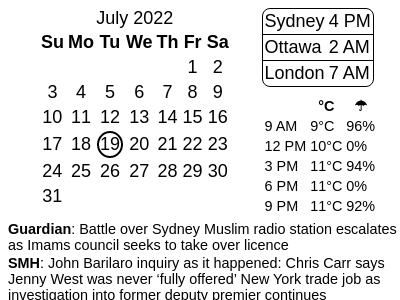 July 2022
Su Mo Tu We Th Fr Sa
1 2
3 4 5 6 7 8 9
10 11 12 13 14 15 16
17 18 19 20 21 22 23
24 25 26 27 28 29 30
31
Sydney 4 PM
Ottawa 2 AM
London 7 AM
°C ☂
9 AM 9°C 96%
12 PM 10°C 0%
3 PM 11°C 94%
6 PM 11°C 0%
9 PM 11°C 92%
Guardian: Battle over Sydney Muslim radio station escalates
as Imams council seeks to take over licence
SMH: John Barilaro inquiry as it happened: Chris Carr says
Jenny West was never ‘fully offered’ New York trade job as
investigation into former deputy premier continues